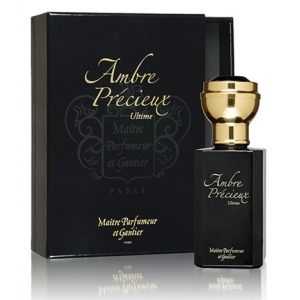 Ambre
Précieux
Ultime
Maître
Parfumeur
et Gantier
PARIS
Maître Parfumeur
et Gantier
Paris
Ambre
Précieux
Ultime
Maître Parfumeur
et Gantier